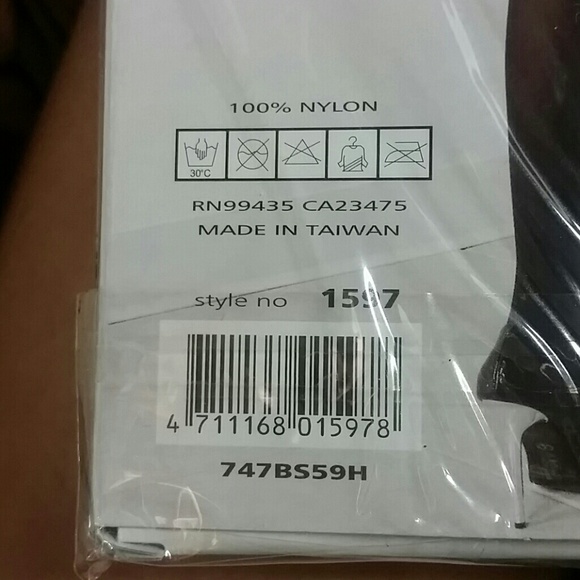 100% NYLON
30°C
RN99435 CA23475
MADE IN TAIWAN
style no 1597
4 711168 015978
747BS59H